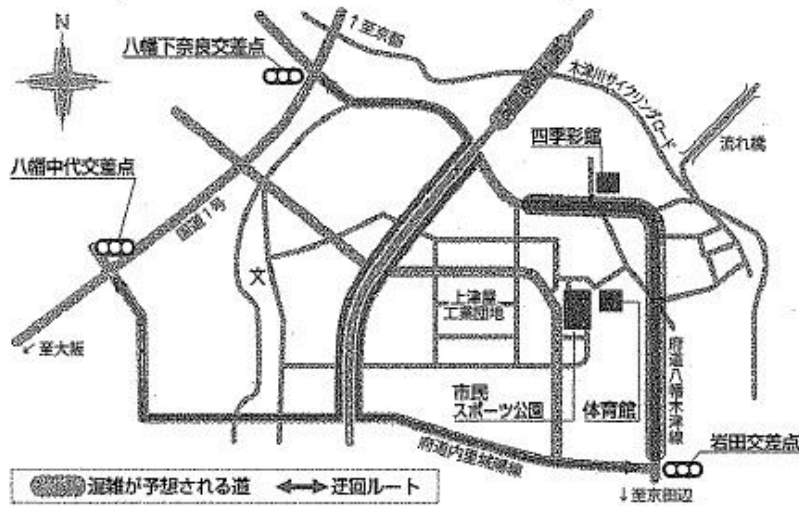 N
↑至京都
八幡下奈良交差点
木津川サイクリングロード
四季彩館
流れ橋
八幡中代交差点
国道1号
文
上津屋
工業団地
↙至大阪
市民
スポーツ公園
体育館
府道八幡木津線
府道内里城陽線
岩田交差点
混雑が予想される道
迂回ルート
↓至京田辺